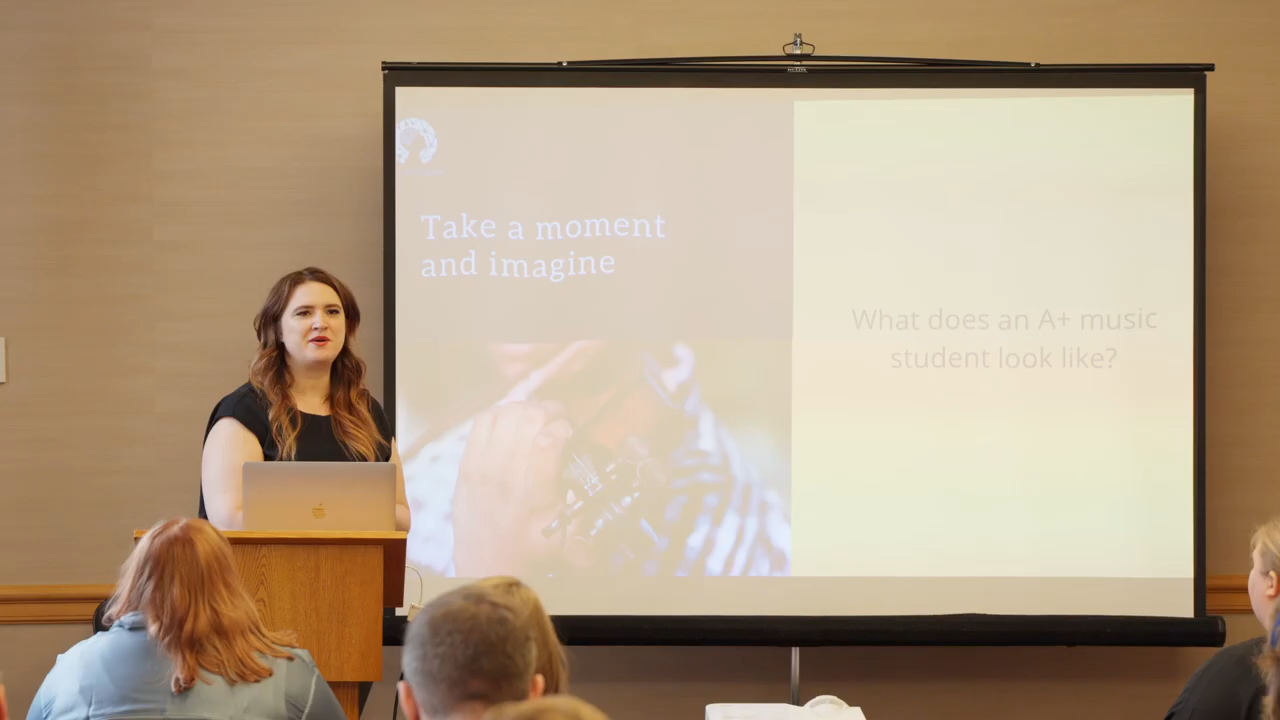 Take a moment
and imagine
What does an A+ music
student look like?